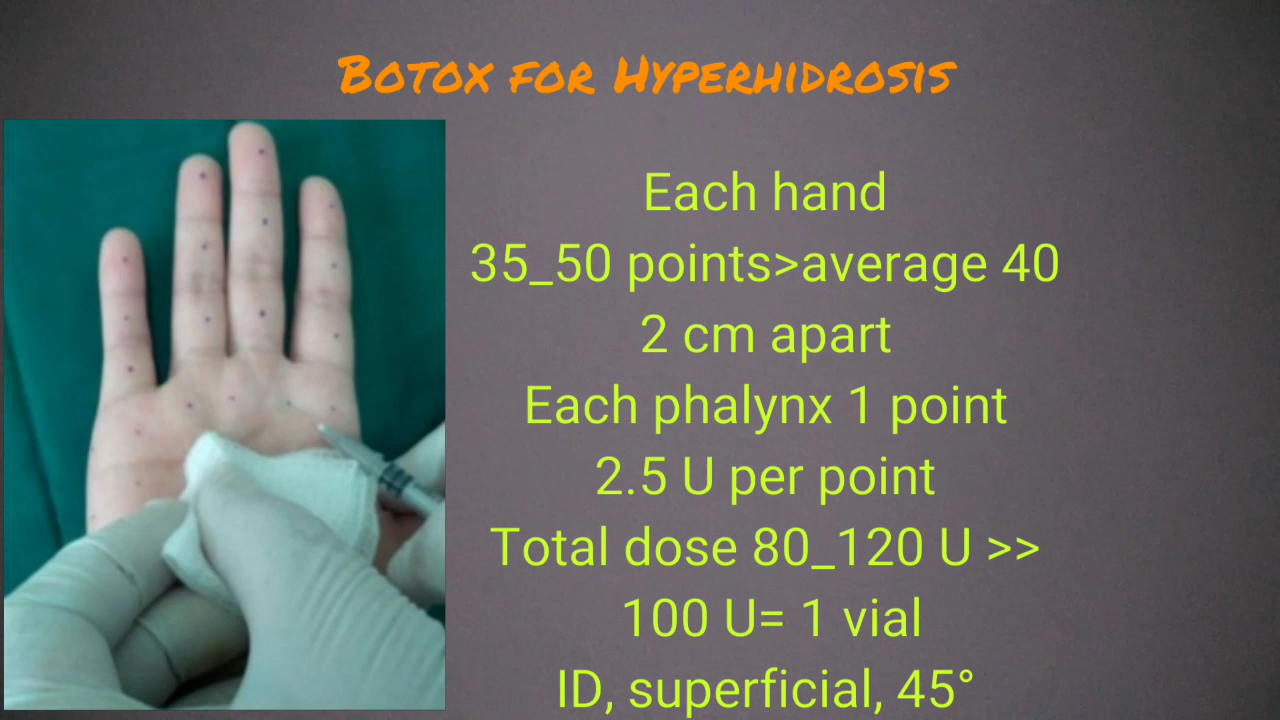 Botox for Hyperhidrosis
Each hand
35_50 points>average 40
2 cm apart
Each phalynx 1 point
2.5 U per point
Total dose 80_120 U >>
100 U= 1 vial
ID, superficial, 45°